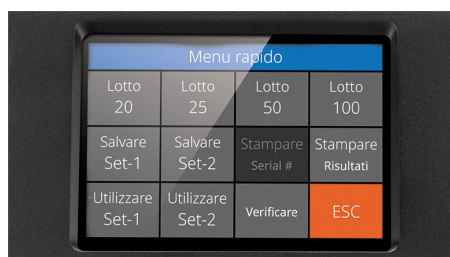 Menu rapido
Lotto
20
Lotto
25
Lotto
50
Lotto
100
Salvare
Set-1
Salvare
Set-2
Stampare
Serial #
Stampare
Risultati
Utilizzare
Set-1
Utilizzare
Set-2
Verificare
ESC